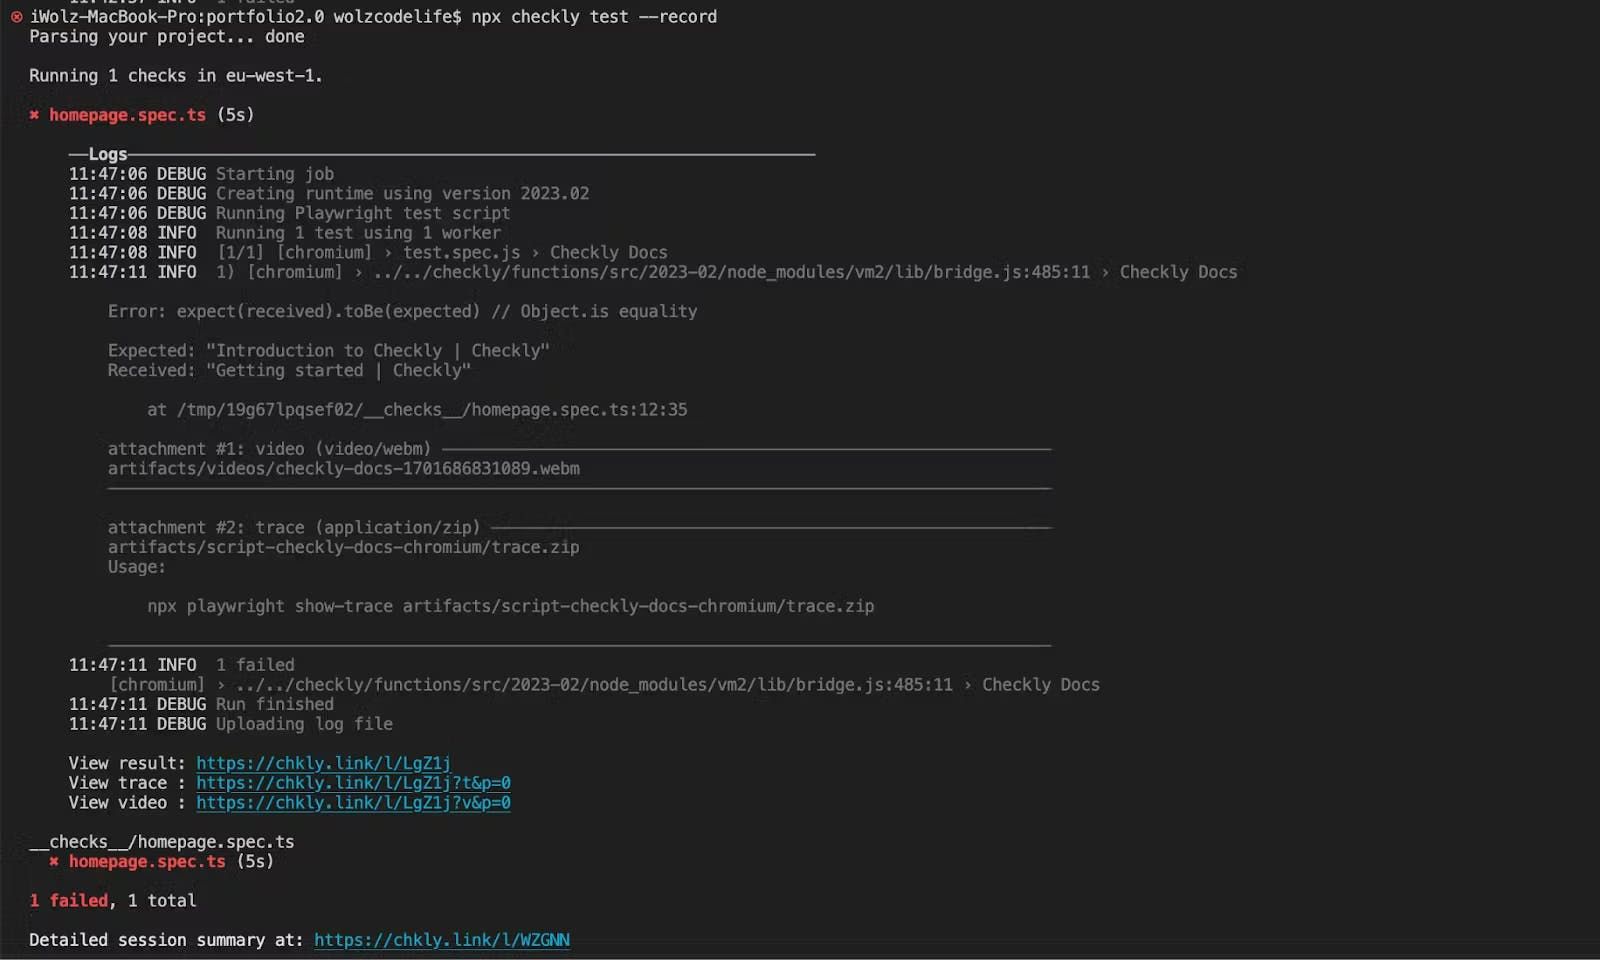 iWolz-MacBook-Pro:portfolio2.0 wolzcodelife$ npx checkly test --record
Parsing your project... done
Running 1 checks in eu-west-1.
✖ homepage.spec.ts (5s)
Logs
11:47:06 DEBUG Starting job
11:47:06 DEBUG Creating runtime using version 2023.02
11:47:06 DEBUG Running Playwright test script
11:47:08 INFO Running 1 test using 1 worker
11:47:08 INFO [1/1] [chromium] › test.spec.js › Checkly Docs
11:47:11 INFO 1) [chromium] › ../../checkly/functions/src/2023-02/node_modules/vm2/lib/bridge.js:485:11 › Checkly Docs
Error: expect(received).toBe(expected) // Object.is equality
Expected: "Introduction to Checkly | Checkly"
Received: "Getting started | Checkly"
at /tmp/19g67lpqsef02/__checks__/homepage.spec.ts:12:35
attachment #1: video (video/webm)
artifacts/videos/checkly-docs-1701686831089.webm
attachment #2: trace (application/zip)
artifacts/script-checkly-docs-chromium/trace.zip
Usage:
npx playwright show-trace artifacts/script-checkly-docs-chromium/trace.zip
11:47:11 INFO 1 failed
[chromium] › ../../checkly/functions/src/2023-02/node_modules/vm2/lib/bridge.js:485:11 › Checkly Docs
11:47:11 DEBUG Run finished
11:47:11 DEBUG Uploading log file
View result: https://chkly.link/l/LgZ1j
View trace : https://chkly.link/l/LgZ1j?t&p=0
View video : https://chkly.link/l/LgZ1j?v&p=0
__checks__/homepage.spec.ts
✖ homepage.spec.ts (5s)
1 failed, 1 total
Detailed session summary at: https://chkly.link/l/WZGNN